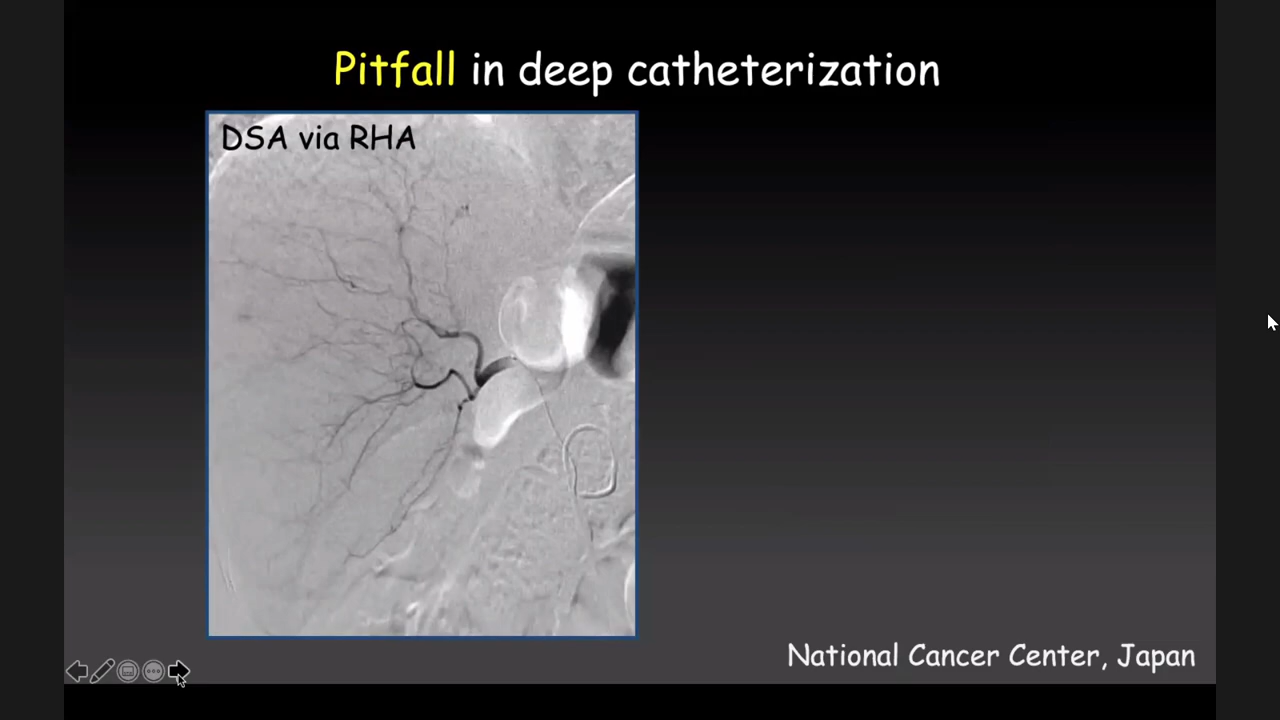 Pitfall in deep catheterization
DSA via RHA
National Cancer Center, Japan